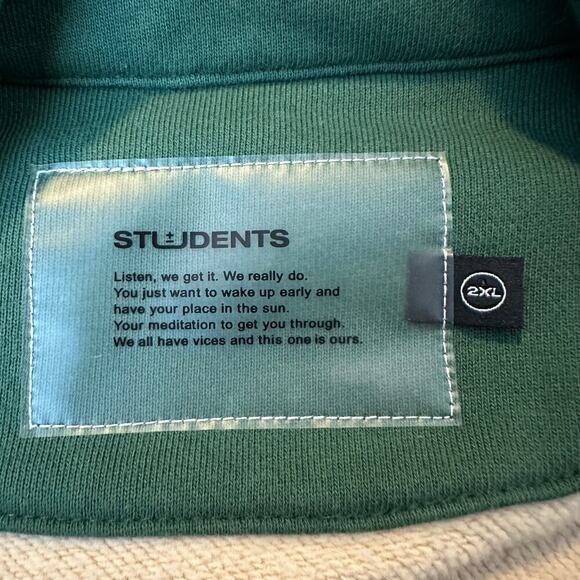 STUDENTS
Listen, we get it. We really do.
You just want to wake up early and
have your place in the sun.
Your meditation to get you through.
We all have vices and this one is ours.
2XL